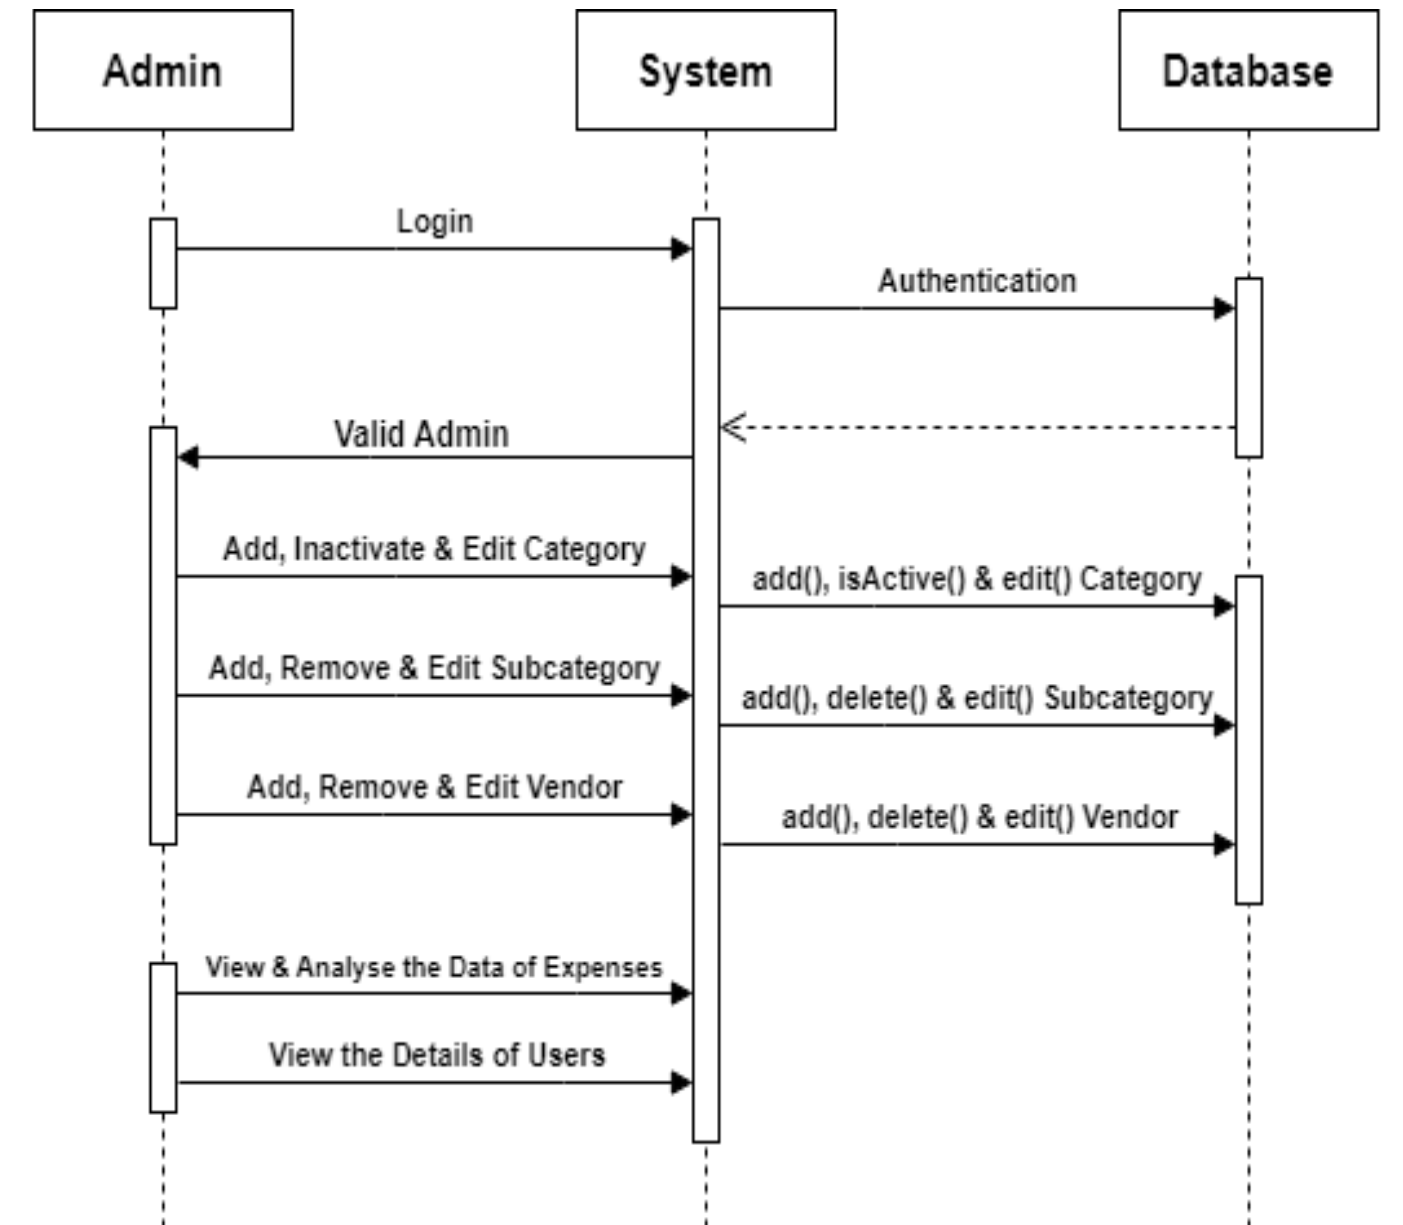 Admin
System
Database
Login
Authentication
Valid Admin
Add, Inactivate & Edit Category
add(), isActive() & edit() Category
Add, Remove & Edit Subcategory
add(), delete() & edit() Subcategory
Add, Remove & Edit Vendor
add(), delete() & edit() Vendor
View & Analyse the Data of Expenses
View the Details of Users